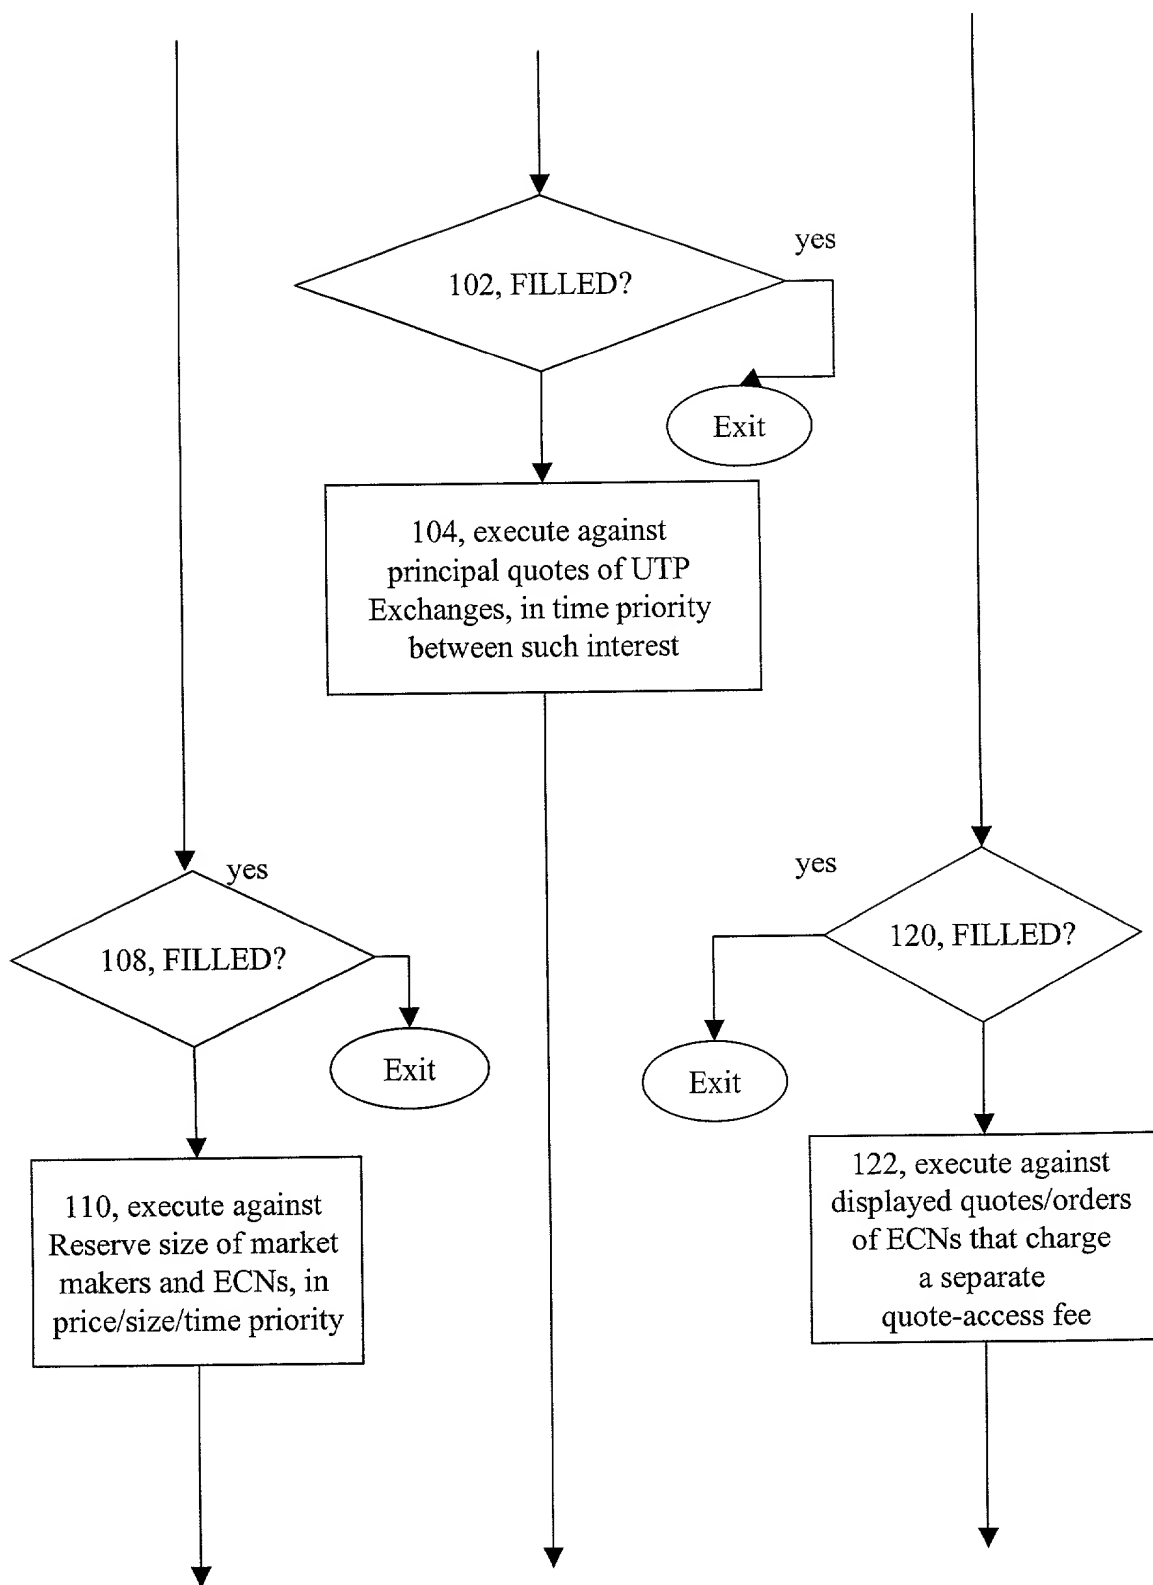 yes
102, FILLED?
Exit
104, execute against
principal quotes of UTP
Exchanges, in time priority
between such interest
yes
108, FILLED?
Exit
110, execute against
Reserve size of market
makers and ECNs, in
price/size/time priority
yes
120, FILLED?
Exit
122, execute against
displayed quotes/orders
of ECNs that charge
a separate
quote-access fee